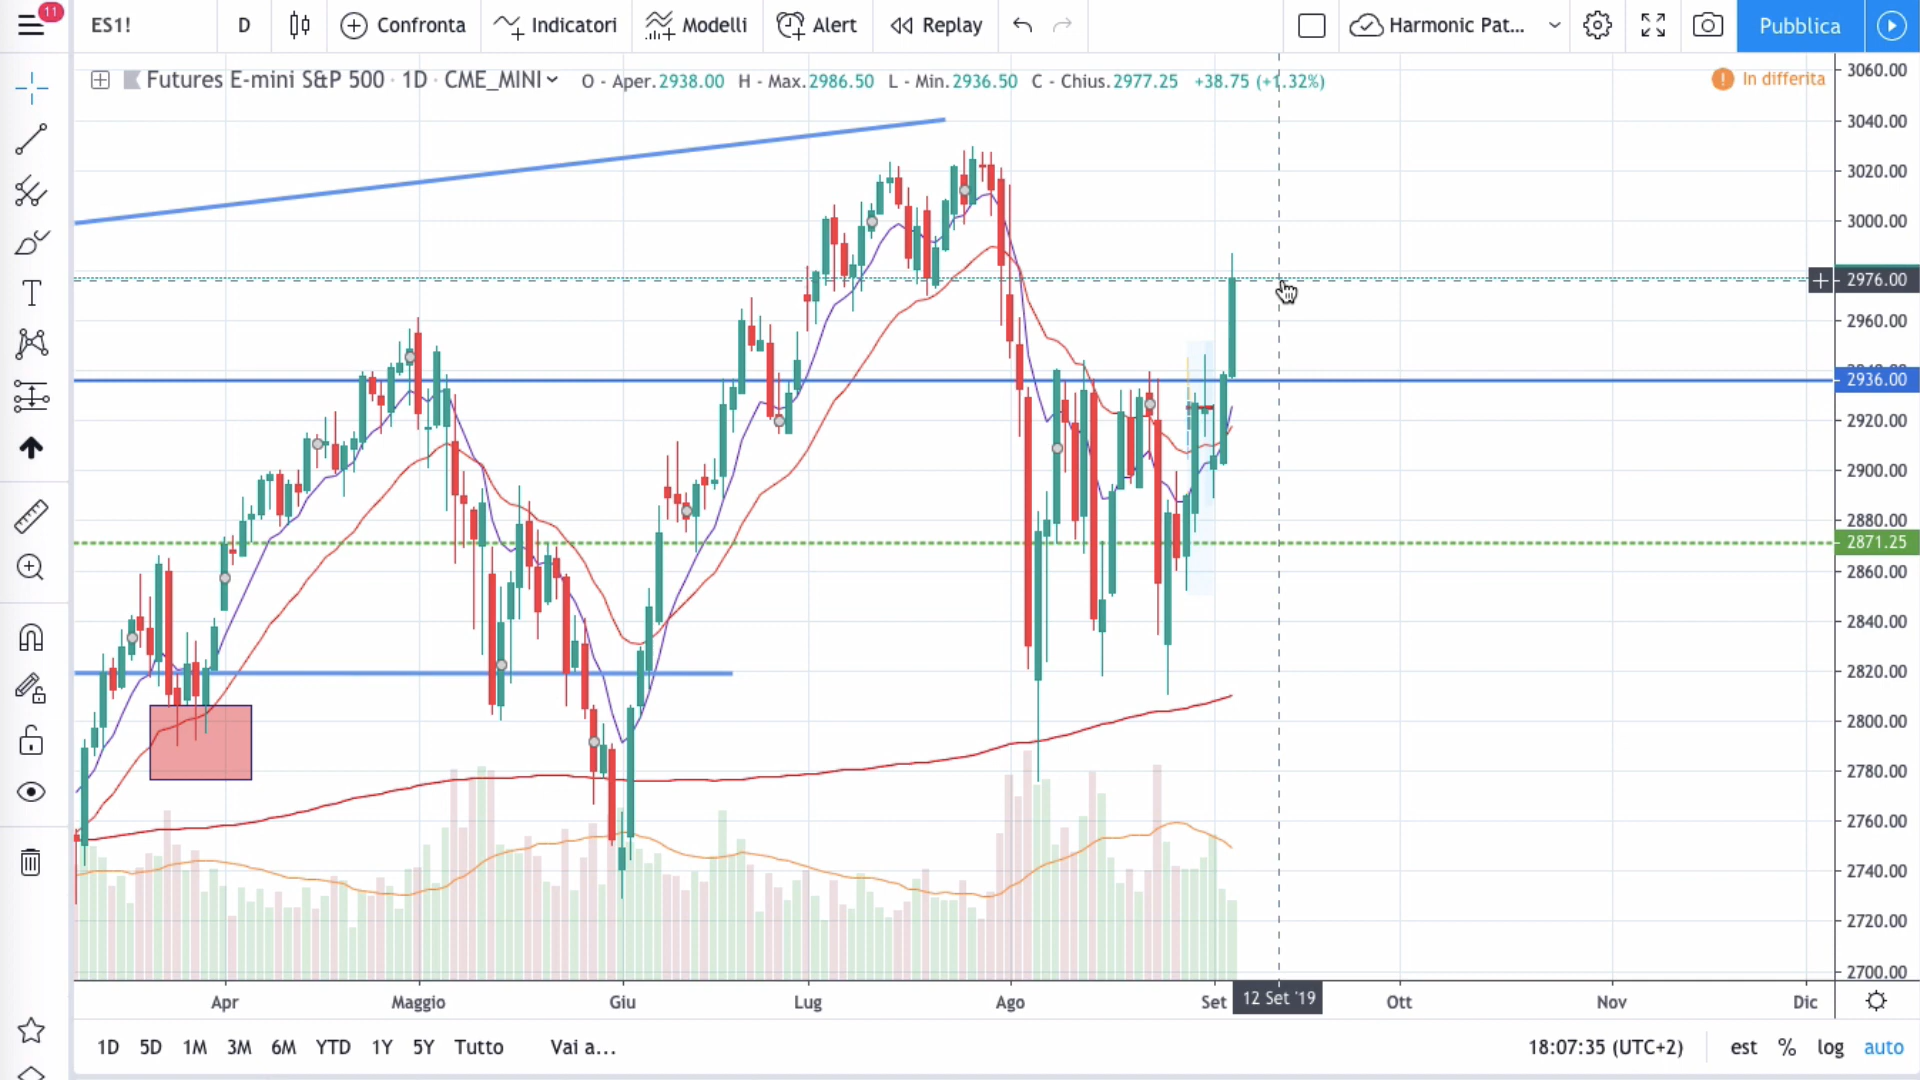 11
ES1!
D
Confronta
Indicatori
Modelli
Alert
Replay
Harmonic Pat...
Pubblica
Futures E-mini S&P 500 · 1D · CME_MINI
O - Aper.2938.00 H - Max.2986.50 L - Min.2936.50 C - Chius.2977.25 +38.75 (+1.32%)
In differita
3060.00
3040.00
3020.00
3000.00
2976.00
2960.00
2936.00
2920.00
2900.00
2880.00
2871.25
2860.00
2840.00
2820.00
2800.00
2780.00
2760.00
2740.00
2720.00
2700.00
Apr
Maggio
Giu
Lug
Ago
Set
12 Set '19
Ott
Nov
Dic
1D 5D 1M 3M 6M YTD 1Y 5Y Tutto
Vai a...
18:07:35 (UTC+2)
est
%
log
auto